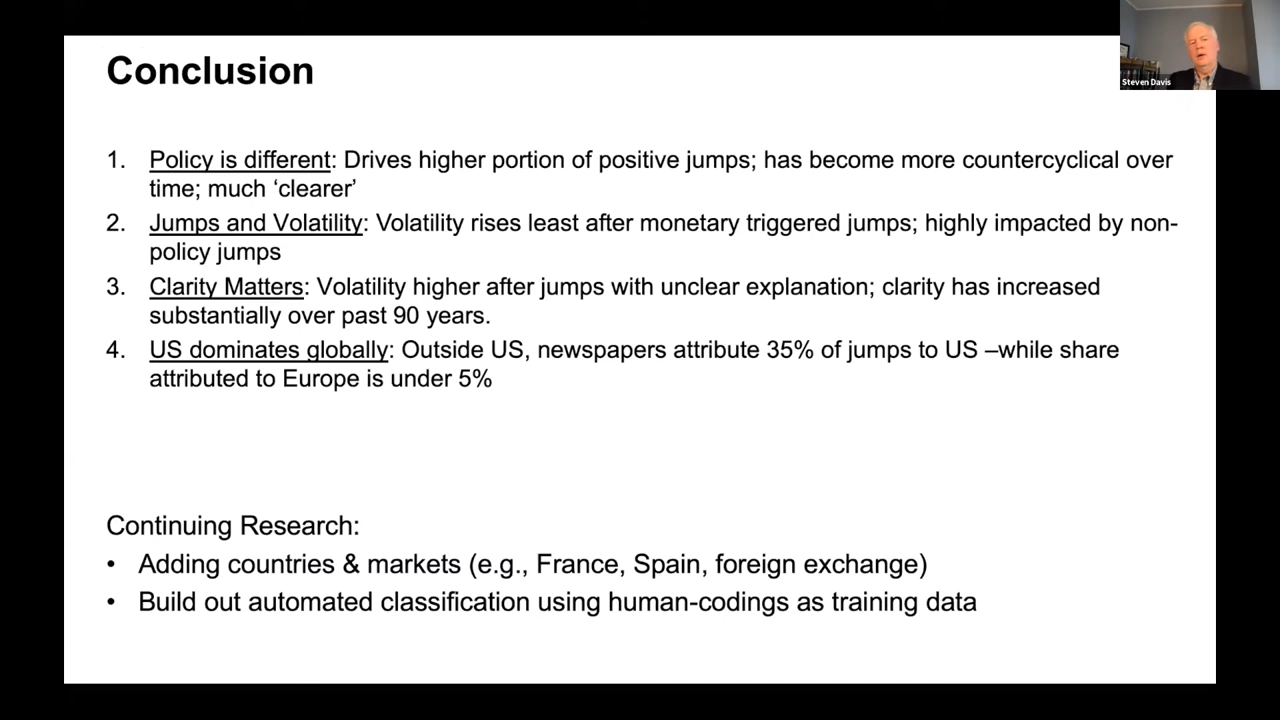 Conclusion
Steven Davis
1. Policy is different: Drives higher portion of positive jumps; has become more countercyclical over
time; much ‘clearer’
2. Jumps and Volatility: Volatility rises least after monetary triggered jumps; highly impacted by non-
policy jumps
3. Clarity Matters: Volatility higher after jumps with unclear explanation; clarity has increased
substantially over past 90 years.
4. US dominates globally: Outside US, newspapers attribute 35% of jumps to US –while share
attributed to Europe is under 5%
Continuing Research:
• Adding countries & markets (e.g., France, Spain, foreign exchange)
• Build out automated classification using human-codings as training data